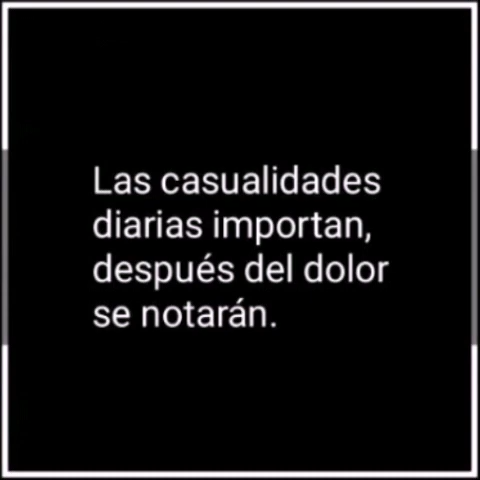 Las casualidades
diarias importan,
después del dolor
se notarán.